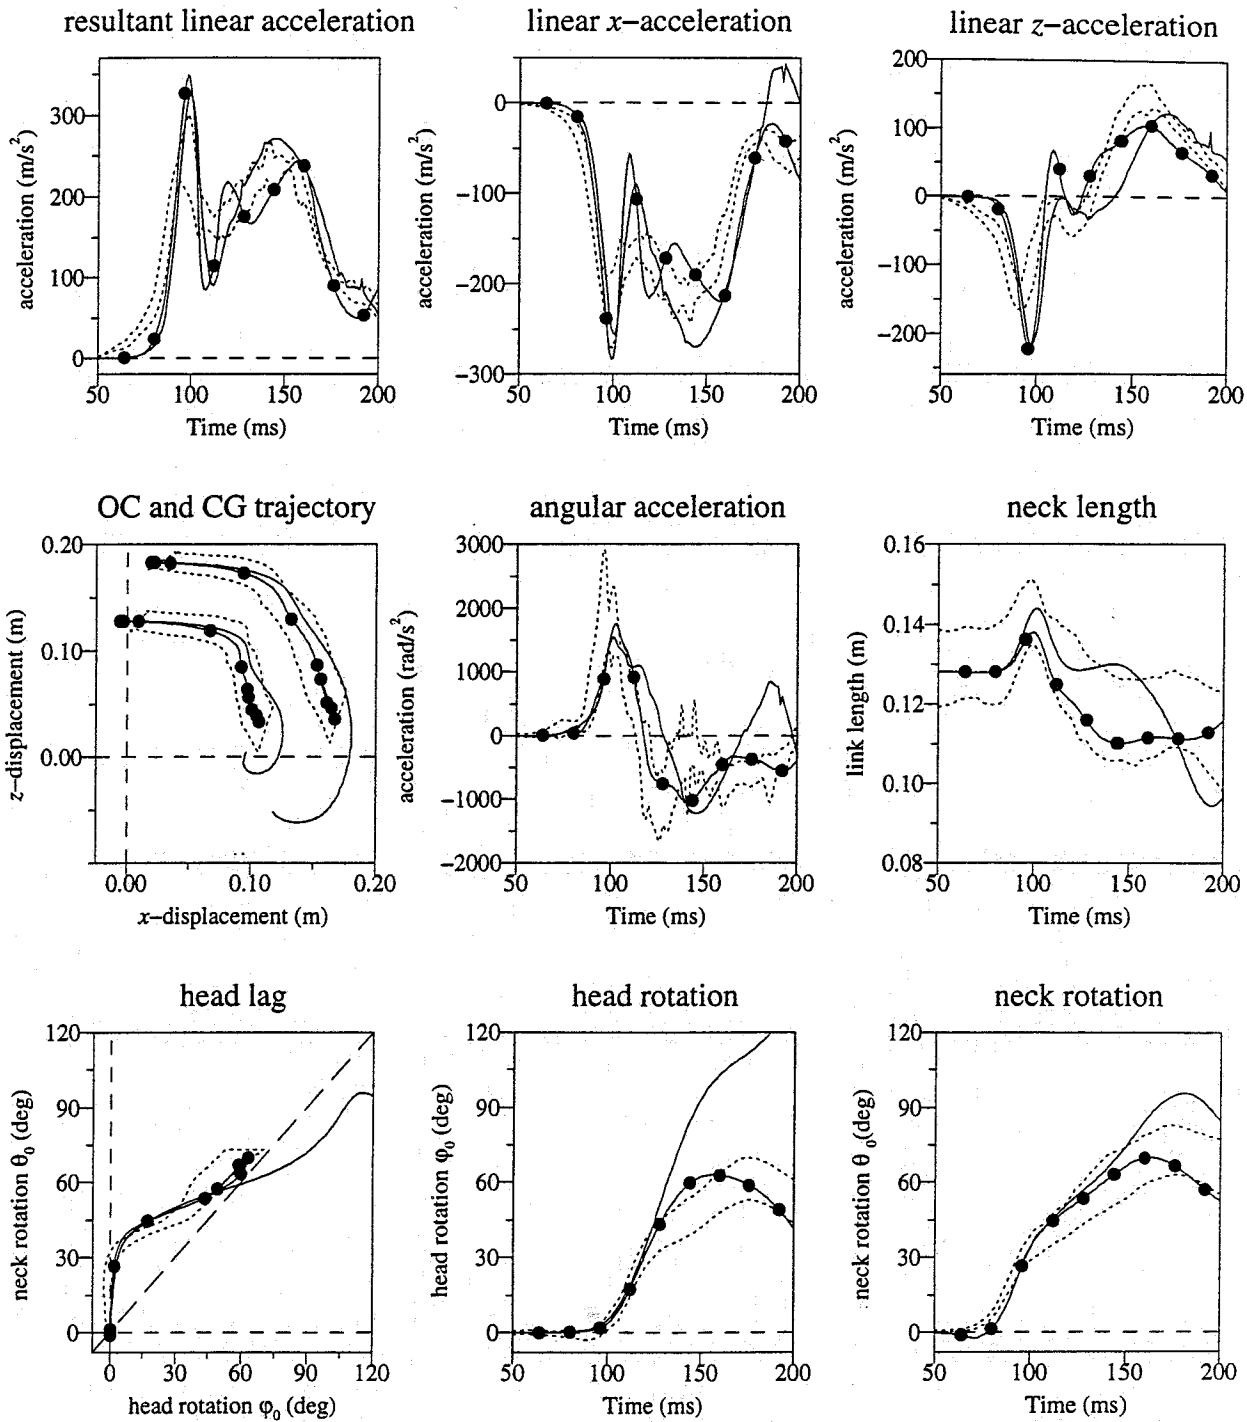 resultant linear acceleration
linear x−acceleration
linear z−acceleration
acceleration (m/s²)
300
200
100
0
50
100
150
200
Time (ms)
acceleration (m/s²)
0
−100
−200
−300
50
100
150
200
Time (ms)
acceleration (m/s²)
200
100
0
−100
−200
50
100
150
200
Time (ms)
OC and CG trajectory
angular acceleration
neck length
z−displacement (m)
0.20
0.10
0.00
0.00
0.10
0.20
x−displacement (m)
acceleration (rad/s²)
3000
2000
1000
0
−1000
−2000
50
100
150
200
Time (ms)
link length (m)
0.16
0.14
0.12
0.10
0.08
50
100
150
200
Time (ms)
head lag
head rotation
neck rotation
neck rotation θ₀ (deg)
120
90
60
30
0
0
30
60
90
120
head rotation φ₀ (deg)
head rotation φ₀ (deg)
120
90
60
30
0
50
100
150
200
Time (ms)
neck rotation θ₀(deg)
120
90
60
30
0
50
100
150
200
Time (ms)